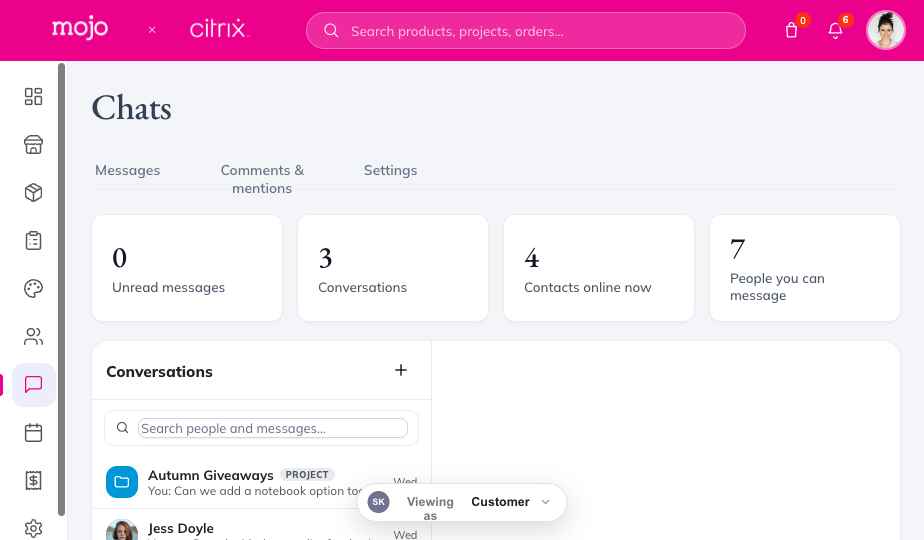 mojo
×
citrix
Search products, projects, orders...
0
6
Chats
Messages
Comments &
mentions
Settings
0
Unread messages
3
Conversations
4
Contacts online now
7
People you can
message
Conversations
+
Search people and messages...
Autumn Giveaways
PROJECT
Wed
You: Can we add a notebook option
SK
Viewing
as
Customer
Jess Doyle
Wed